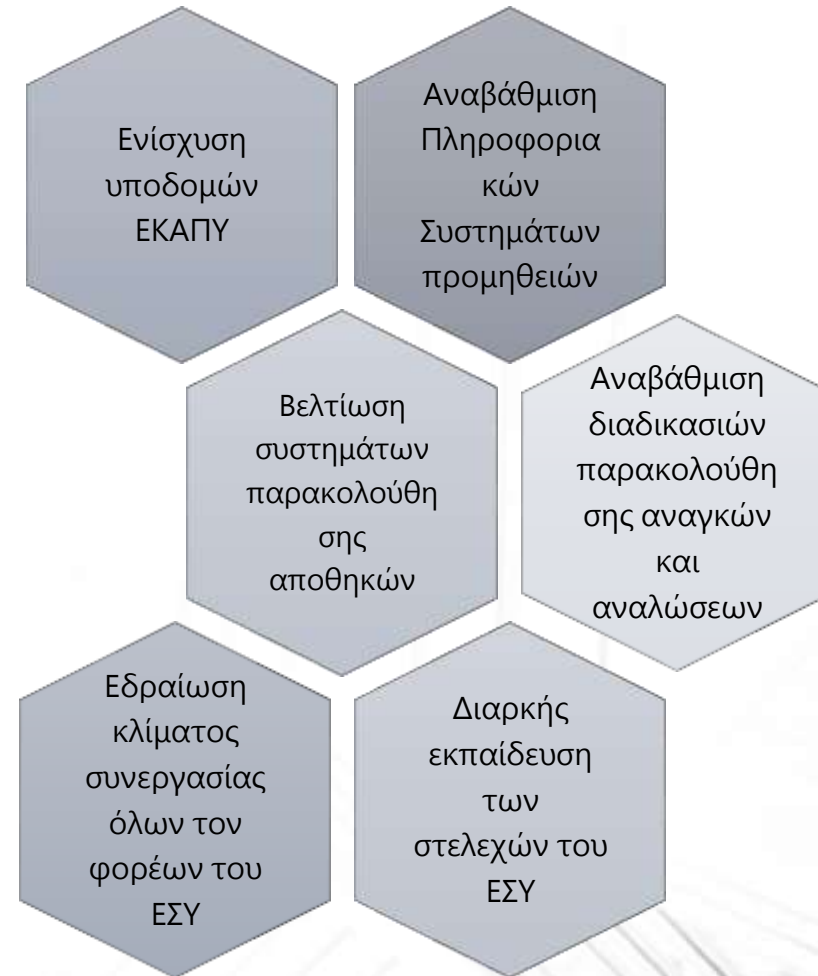 Ενίσχυση
υποδομών
ΕΚΑΠΥ
Αναβάθμιση
Πληροφορια
κών
Συστημάτων
προμηθειών
Βελτίωση
συστημάτων
παρακολούθη
σης
αποθηκών
Αναβάθμιση
διαδικασιών
παρακολούθη
σης αναγκών
και
αναλώσεων
Εδραίωση
κλίματος
συνεργασίας
όλων τον
φορέων του
ΕΣΥ
Διαρκής
εκπαίδευση
των
στελεχών του
ΕΣΥ